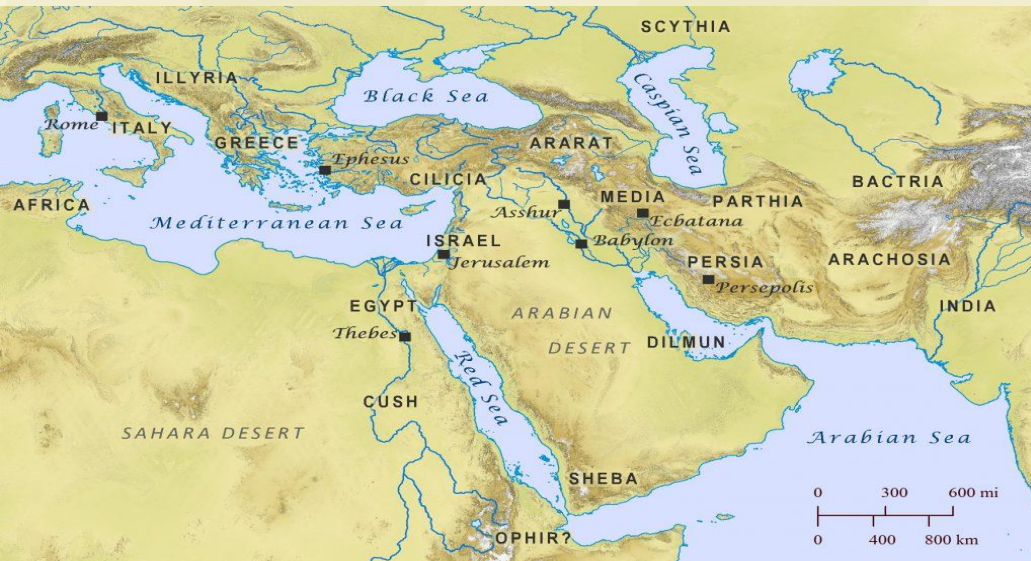 SCYTHIA
ILLYRIA
Black Sea
Caspian Sea
Rome
ITALY
GREECE
ARARAT
Ephesus
CILICIA
BACTRIA
AFRICA
MEDIA
PARTHIA
Asshur
Ecbatana
Mediterranean Sea
ISRAEL
Babylon
Jerusalem
PERSIA
ARACHOSIA
Persepolis
EGYPT
INDIA
ARABIAN
DESERT
Thebes
DILMUN
Red Sea
CUSH
SAHARA DESERT
Arabian Sea
SHEBA
0 300 600 mi
0 400 800 km
OPHIR?